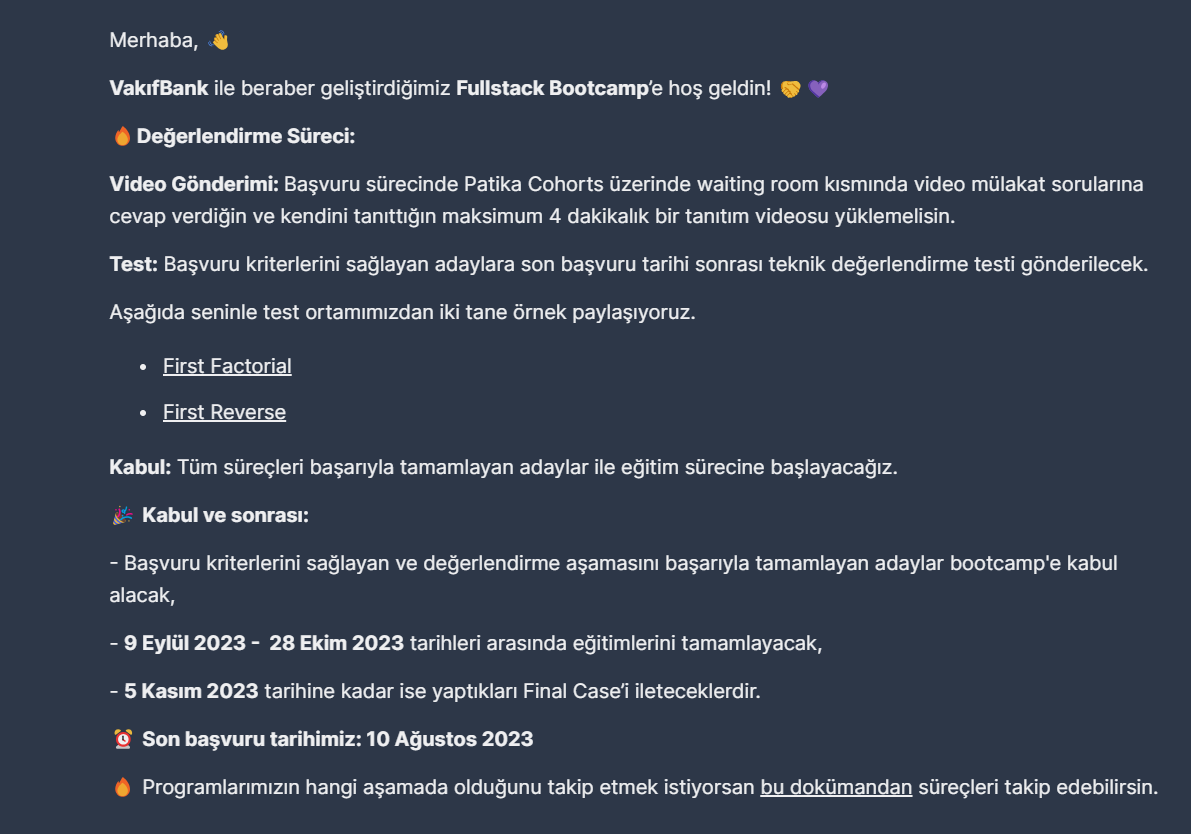 Merhaba, 👋
VakıfBank ile beraber geliştirdiğimiz Fullstack Bootcamp’e hoş geldin! 🤝 💜
🔥 Değerlendirme Süreci:
Video Gönderimi: Başvuru sürecinde Patika Cohorts üzerinde waiting room kısmında video mülakat sorularına
cevap verdiğin ve kendini tanıttığın maksimum 4 dakikalık bir tanıtım videosu yüklemelisin.
Test: Başvuru kriterlerini sağlayan adaylara son başvuru tarihi sonrası teknik değerlendirme testi gönderilecek.
Aşağıda seninle test ortamımızdan iki tane örnek paylaşıyoruz.
• First Factorial
• First Reverse
Kabul: Tüm süreçleri başarıyla tamamlayan adaylar ile eğitim sürecine başlayacağız.
🎉 Kabul ve sonrası:
- Başvuru kriterlerini sağlayan ve değerlendirme aşamasını başarıyla tamamlayan adaylar bootcamp'e kabul
alacak,
- 9 Eylül 2023 - 28 Ekim 2023 tarihleri arasında eğitimlerini tamamlayacak,
- 5 Kasım 2023 tarihine kadar ise yaptıkları Final Case’i ileteceklerdir.
⏰ Son başvuru tarihimiz: 10 Ağustos 2023
🔥 Programlarımızın hangi aşamada olduğunu takip etmek istiyorsan bu dokümandan süreçleri takip edebilirsin.